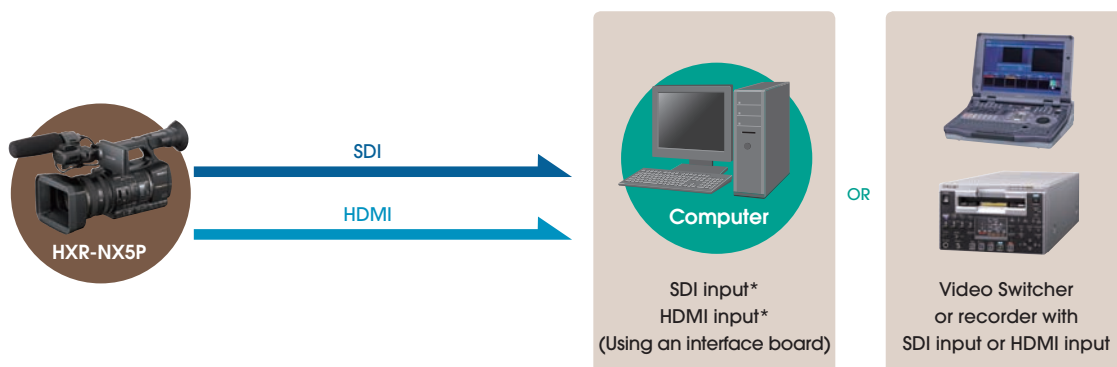 SDI
HDMI
HXR-NX5P
Computer
SDI input*
HDMI input*
(Using an interface board)
OR
Video Switcher
or recorder with
SDI input or HDMI input